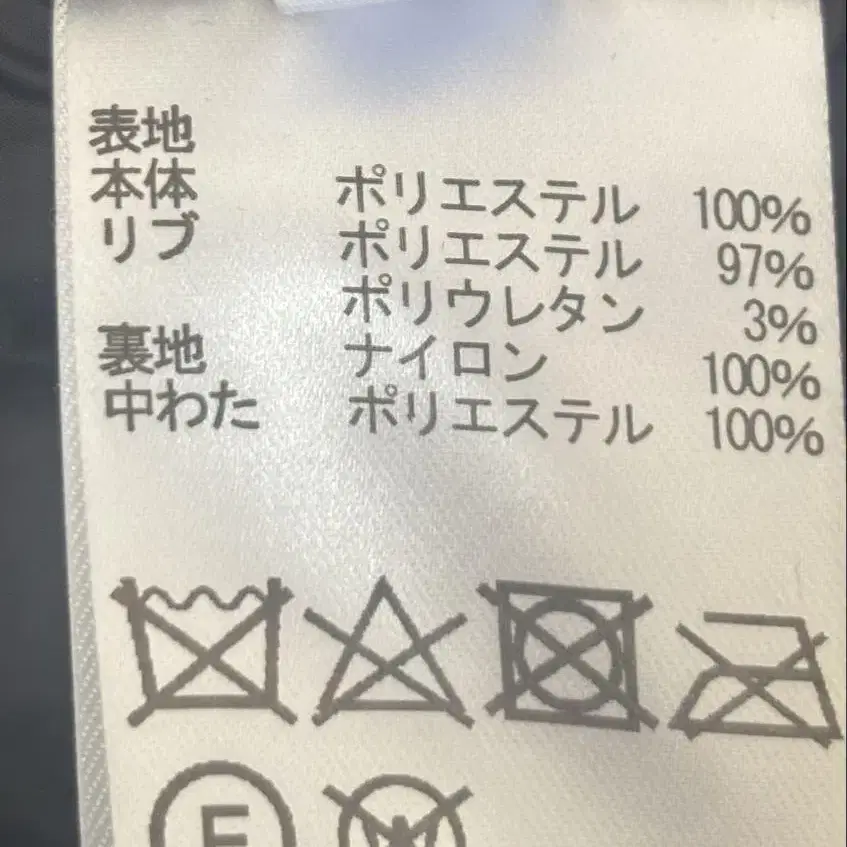 表地
本体 ポリエステル 100%
リブ ポリエステル 97%
ポリウレタン 3%
裏地 ナイロン 100%
中わた ポリエステル 100%
F
W